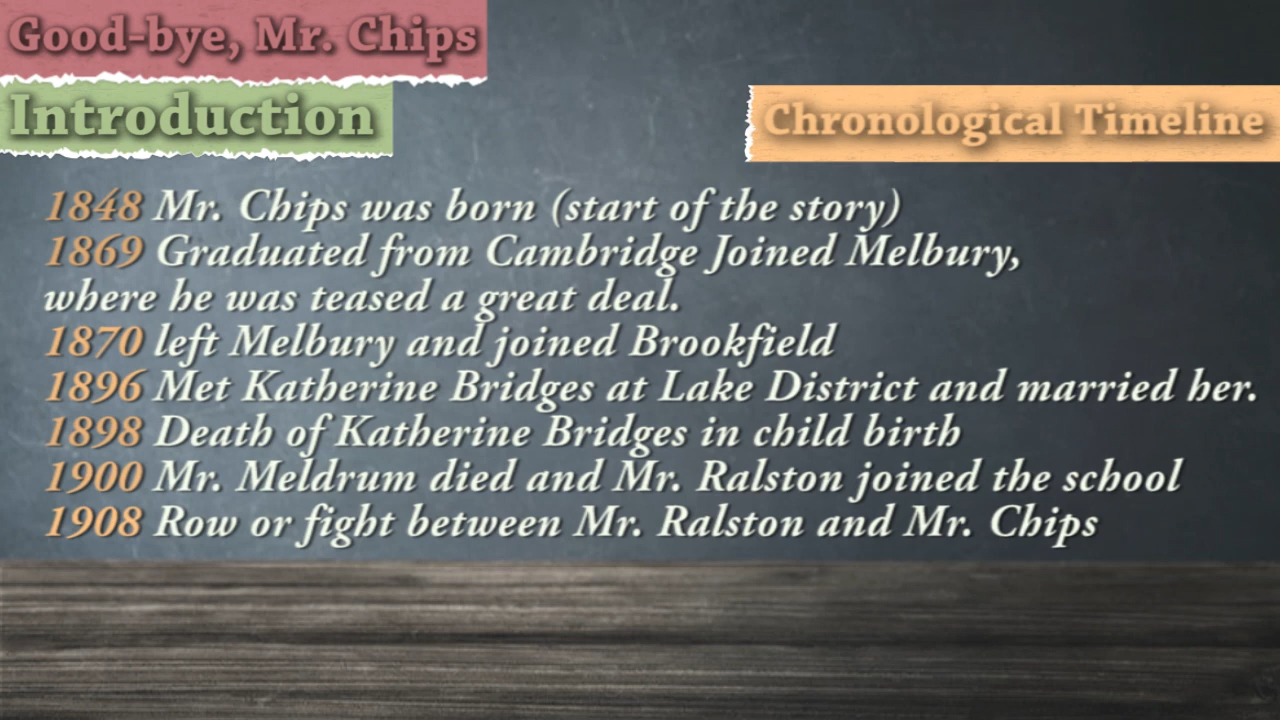 Good-bye, Mr. Chips
Introduction
Chronological Timeline
1848 Mr. Chips was born (start of the story)
1869 Graduated from Cambridge Joined Melbury,
where he was teased a great deal.
1870 left Melbury and joined Brookfield
1896 Met Katherine Bridges at Lake District and married her.
1898 Death of Katherine Bridges in child birth
1900 Mr. Meldrum died and Mr. Ralston joined the school
1908 Row or fight between Mr. Ralston and Mr. Chips